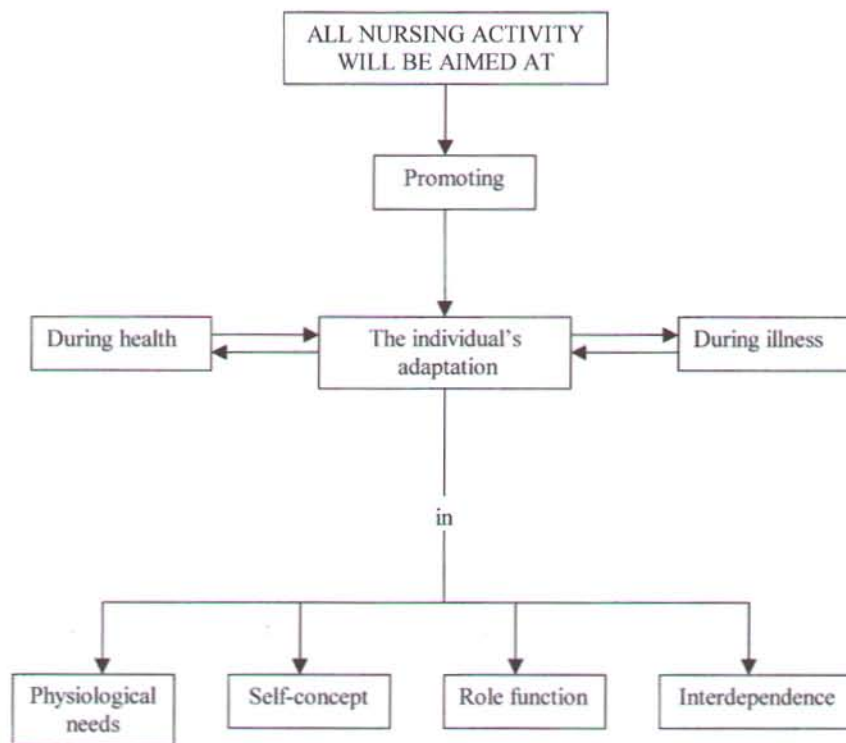 ALL NURSING ACTIVITY
WILL BE AIMED AT
Promoting
During health
The individual's
adaptation
During illness
in
Physiological
needs
Self-concept
Role function
Interdependence